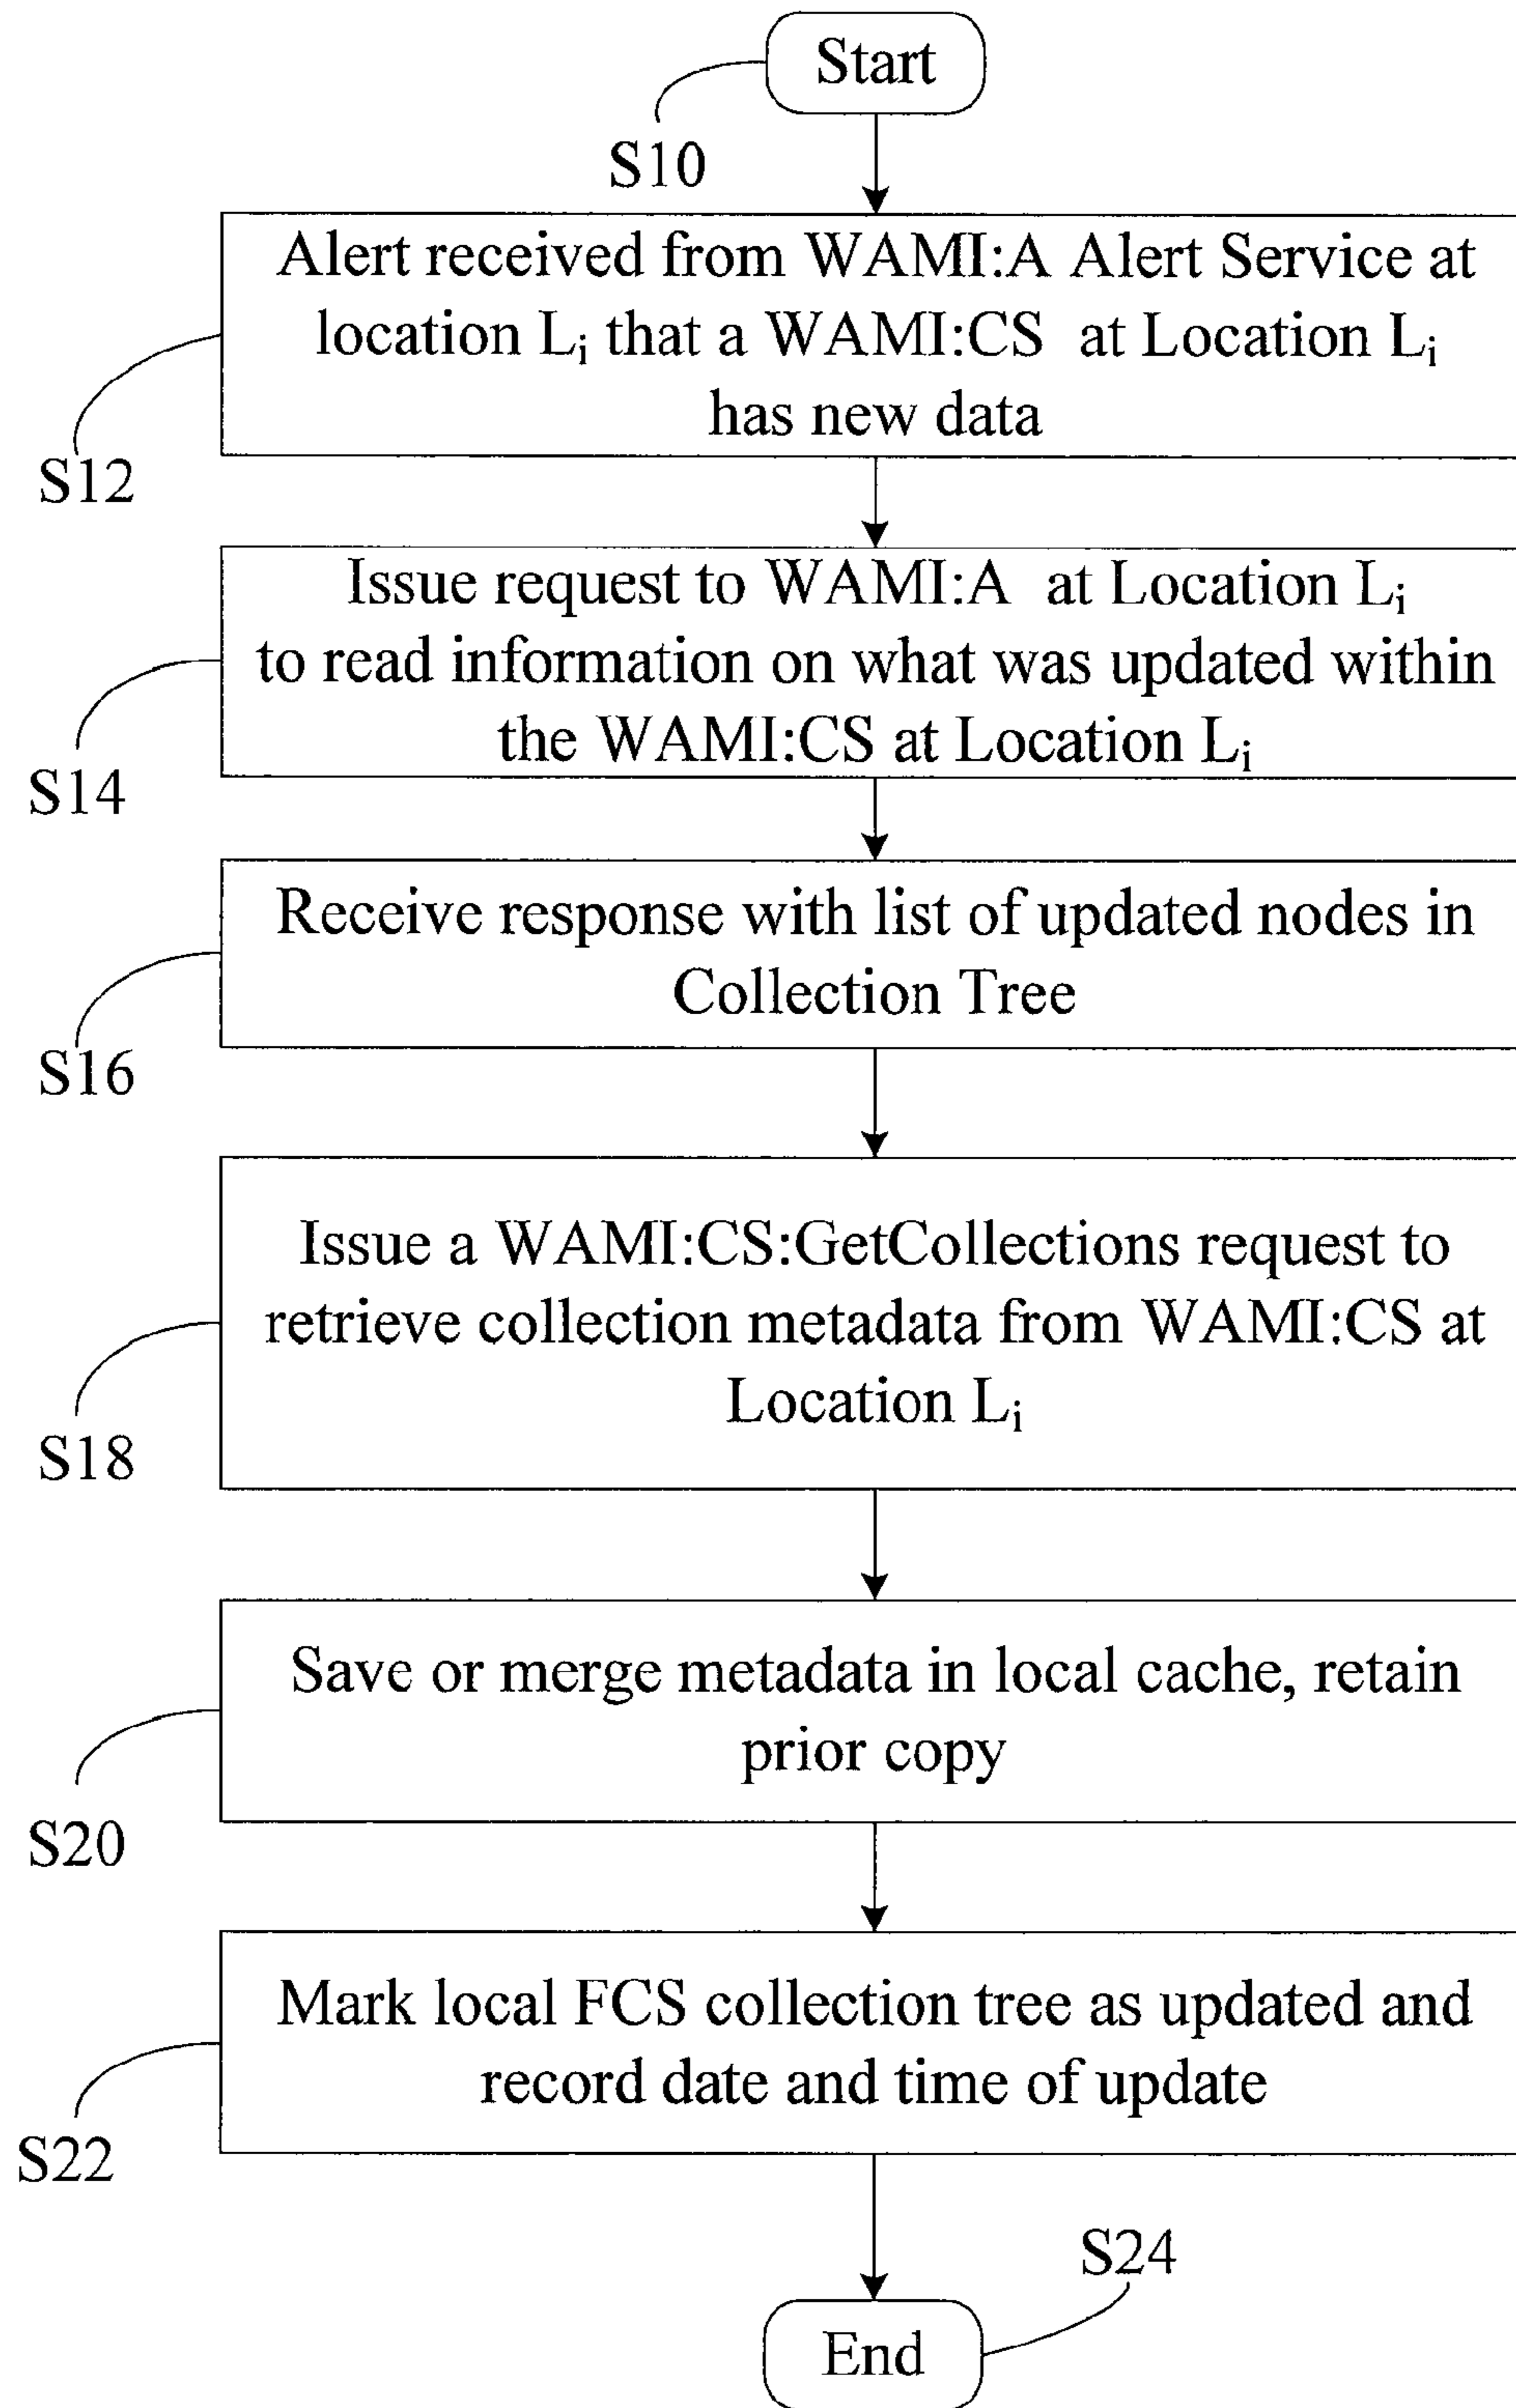 Start
S10
Alert received from WAMI:A Alert Service at
location Li that a WAMI:CS at Location Li
has new data
S12
Issue request to WAMI:A at Location Li
to read information on what was updated within
the WAMI:CS at Location Li
S14
Receive response with list of updated nodes in
Collection Tree
S16
Issue a WAMI:CS:GetCollections request to
retrieve collection metadata from WAMI:CS at
Location Li
S18
Save or merge metadata in local cache, retain
prior copy
S20
Mark local FCS collection tree as updated and
record date and time of update
S22
S24
End